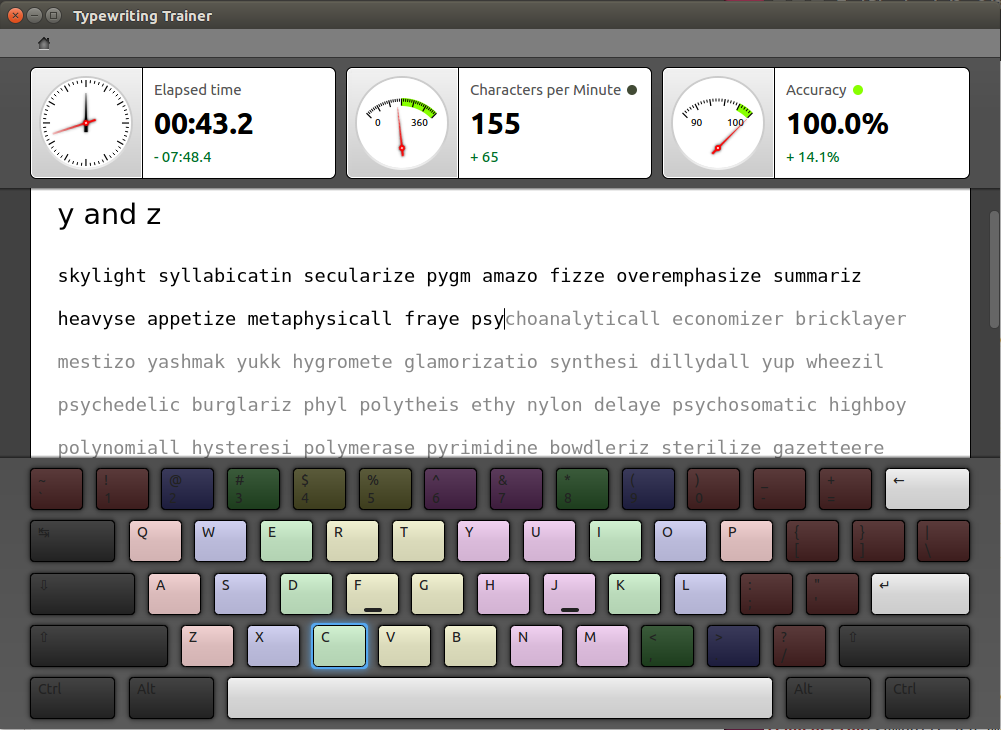 Typewriting Trainer
Elapsed time
00:43.2
- 07:48.4
0 360
Characters per Minute
155
+ 65
90 100
Accuracy
100.0%
+ 14.1%
y and z
skylight syllabicatin secularize pygm amazo fizze overemphasize summariz
heavyse appetize metaphysicall fraye psychoanalyticall economizer bricklayer
mestizo yashmak yukk hygromete glamorizatio synthesi dillydall yup wheezil
psychedelic burglariz phyl polytheis ethy nylon delaye psychosomatic highboy
polynomiall hysteresi polymerase pyrimidine bowdleriz sterilize gazetteere
~ ! @ # $ % ^ & * ( ) _ + ←
` 1 2 3 4 5 6 7 8 9 0 - =
↹ Q W E R T Y U I O P { } |
[ ] \
⇩ A S D F G H J K L : " ↵
; '
⇧ Z X C V B N M < > ? ⇧
, . /
Ctrl Alt Alt Ctrl